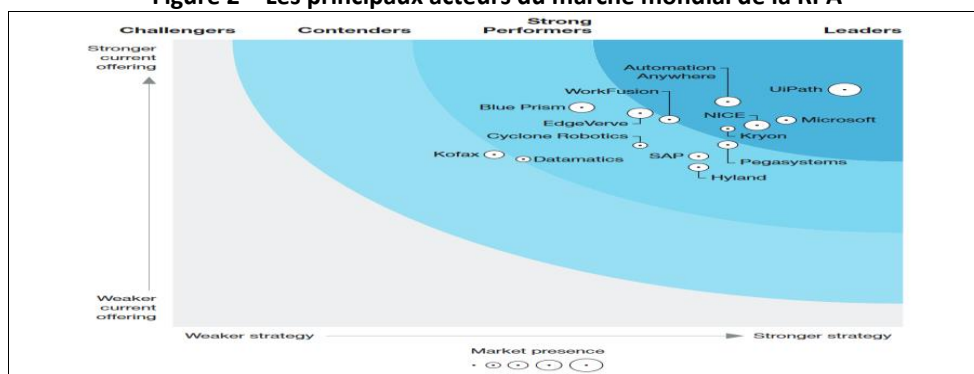 Figure 2 – Les principaux acteurs du marché mondial de la RPA
Challengers Contenders Strong Performers Leaders
Stronger current offering
Automation Anywhere
UiPath
WorkFusion
Blue Prism
NICE
Microsoft
EdgeVerve
Kryon
Cyclone Robotics
Kofax
Datamatics
SAP
Pegasystems
Hyland
Weaker current offering
Weaker strategy Stronger strategy
Market presence